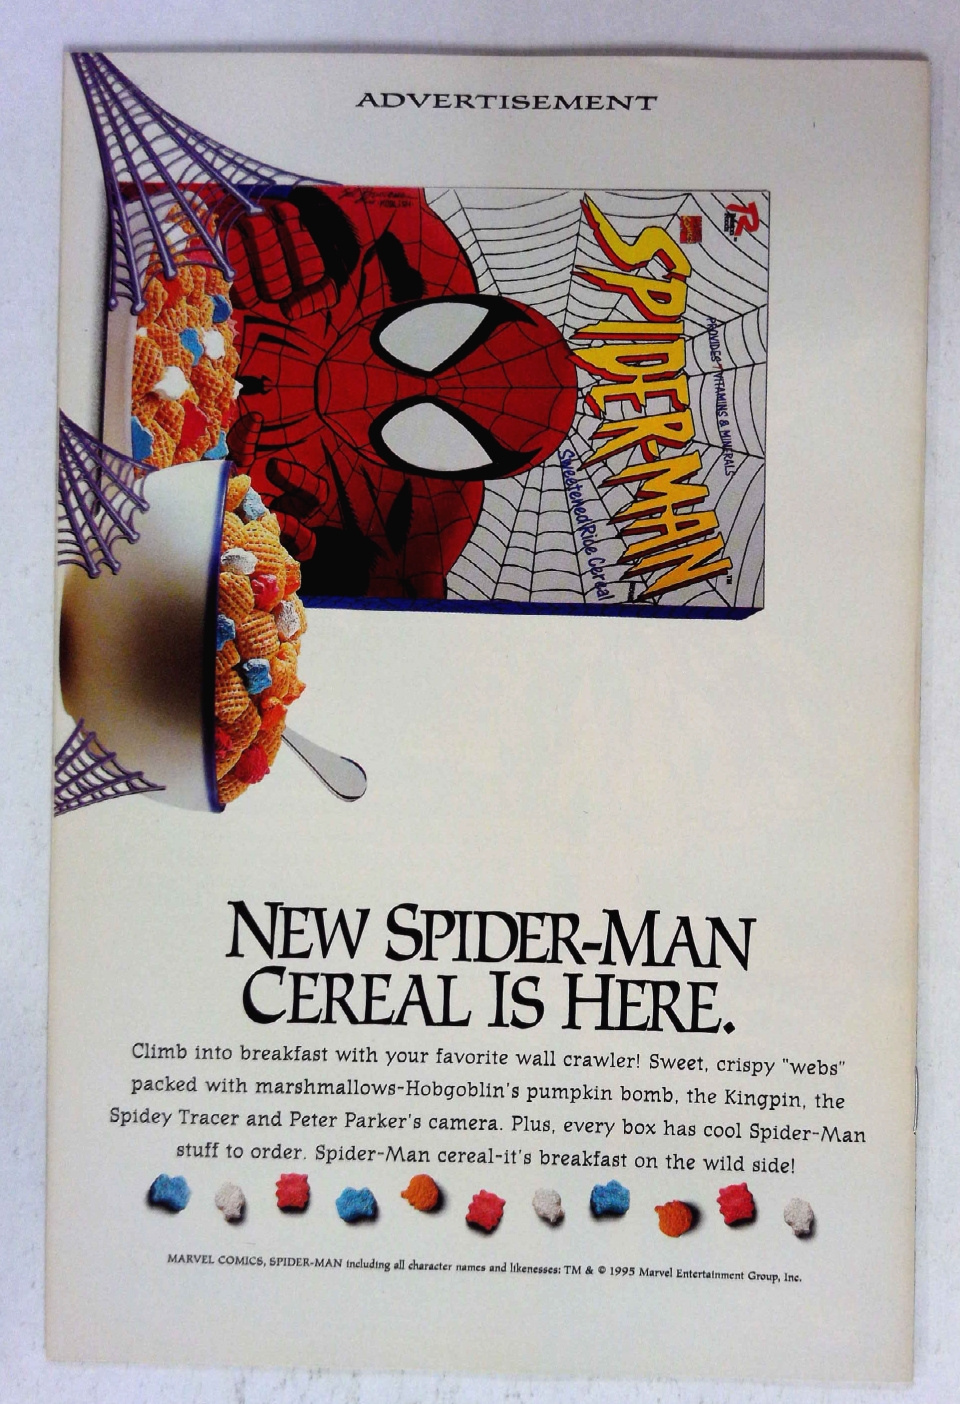 ADVERTISEMENT
SPIDER-MAN™
Sweetened Rice Cereal
PROVIDES 7 VITAMINS & MINERALS
NEW SPIDER-MAN
CEREAL IS HERE.
Climb into breakfast with your favorite wall crawler! Sweet, crispy "webs"
packed with marshmallows-Hobgoblin's pumpkin bomb, the Kingpin, the
Spidey Tracer and Peter Parker's camera. Plus, every box has cool Spider-Man
stuff to order. Spider-Man cereal-it's breakfast on the wild side!
MARVEL COMICS, SPIDER-MAN including all character names and likenesses: TM & © 1995 Marvel Entertainment Group, Inc.